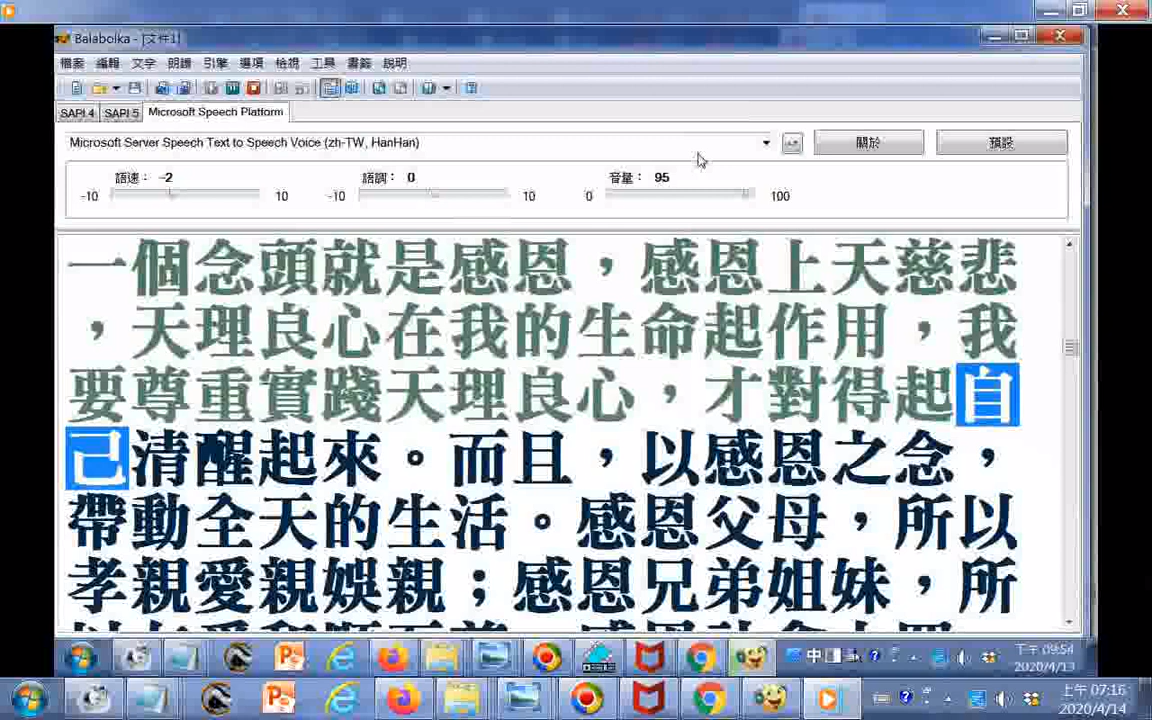 Balabolka - [文件1]
檔案 編輯 文字 朗讀 引擎 選項 檢視 工具 書籤 說明
SAPI 4 SAPI 5 Microsoft Speech Platform
Microsoft Server Speech Text to Speech Voice (zh-TW, HanHan) 關於 預設
語速： -2 語調： 0 音量： 95
-10 10 -10 10 0 100
一個念頭就是感恩，感恩上天慈悲
，天理良心在我的生命起作用，我
要尊重實踐天理良心，才對得起自
己清醒起來。而且，以感恩之念，
帶動全天的生活。感恩父母，所以
孝親愛親娛親；感恩兄弟姐妹，所
中 下午 09:54
2020/4/13
上午 07:16
2020/4/14